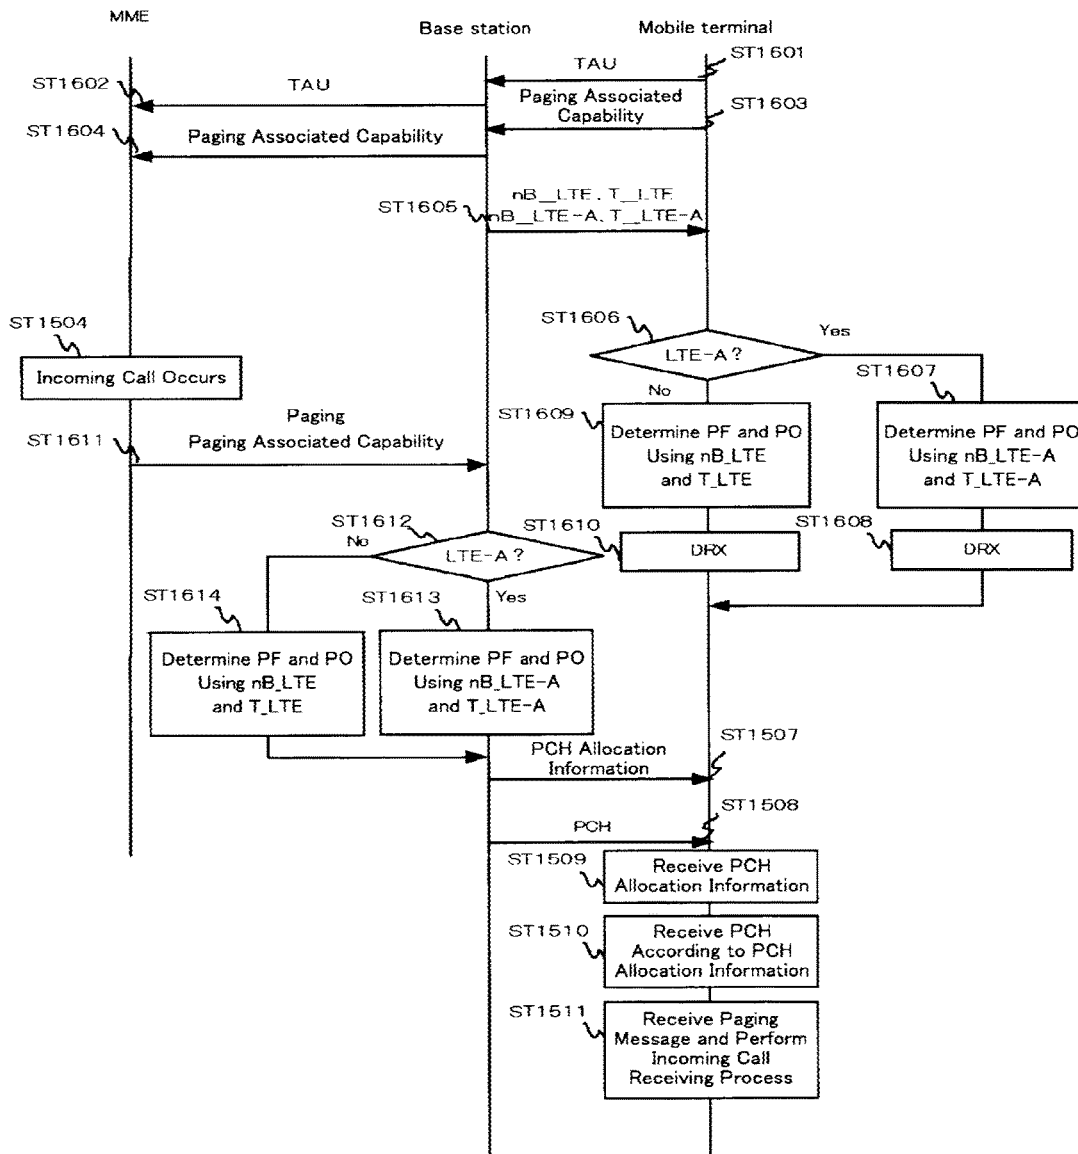 MME
Base station
Mobile terminal
ST1601
TAU
ST1602
TAU
Paging Associated
Capability
ST1603
ST1604
Paging Associated Capability
nB_LTE, T_LTE
nB_LTE-A, T_LTE-A
ST1605
ST1504
Incoming Call Occurs
ST1606
LTE-A?
Yes
No
ST1607
Determine PF and PO
Using nB_LTE-A
and T_LTE-A
ST1609
Determine PF and PO
Using nB_LTE
and T_LTE
Paging
Paging Associated Capability
ST1611
ST1612
LTE-A?
No
Yes
ST1610
DRX
ST1608
DRX
ST1614
Determine PF and PO
Using nB_LTE
and T_LTE
ST1613
Determine PF and PO
Using nB_LTE-A
and T_LTE-A
PCH Allocation
Information
ST1507
PCH
ST1508
ST1509
Receive PCH
Allocation Information
ST1510
Receive PCH
According to PCH
Allocation Information
ST1511
Receive Paging
Message and Perform
Incoming Call
Receiving Process